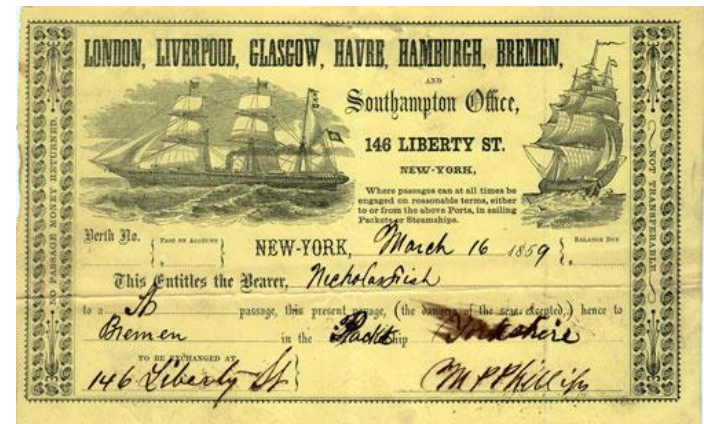 LONDON, LIVERPOOL, GLASGOW, HAVRE, HAMBURGH, BREMEN,
AND
Southampton Office,
146 LIBERTY ST.
NEW-YORK,
Where passages can at all times be
engaged on reasonable terms, either
to or from the above Ports, in sailing
Packets or Steamships.
NO PASSAGE MONEY RETURNED.
NOT TRANSFERABLE.
Berth No. { PAID ON ACCOUNT } NEW-YORK, March 16 1859 { BALANCE DUE
This Entitles the Bearer, Nicholas Fish
to a St passage, this present voyage, (the dangers of the seas excepted,) hence to
Bremen in the Packet ship Yorkshire
TO BE EXCHANGED AT
146 Liberty St } M P Phillips